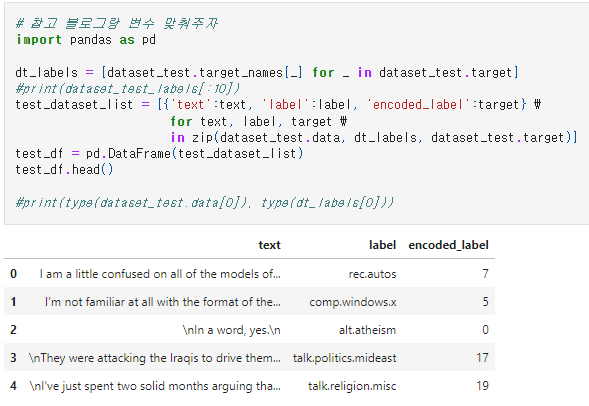 # 참고 블로그랑 변수 맞춰주자
import pandas as pd
dt_labels = [dataset_test.target_names[_] for _ in dataset_test.target]
#print(dataset_test_labels[:10])
test_dataset_list = [{'text':text, 'label':label, 'encoded_label':target} ₩
for text, label, target ₩
in zip(dataset_test.data, dt_labels, dataset_test.target)]
test_df = pd.DataFrame(test_dataset_list)
test_df.head()
#print(type(dataset_test.data[0]), type(dt_labels[0]))
text label encoded_label
0 I am a little confused on all of the models of... rec.autos 7
1 I'm not familiar at all with the format of the... comp.windows.x 5
2 \nIn a word, yes.\n alt.atheism 0
3 \nThey were attacking the Iraqis to drive them... talk.politics.mideast 17
4 \nI've just spent two solid months arguing tha... talk.religion.misc 19